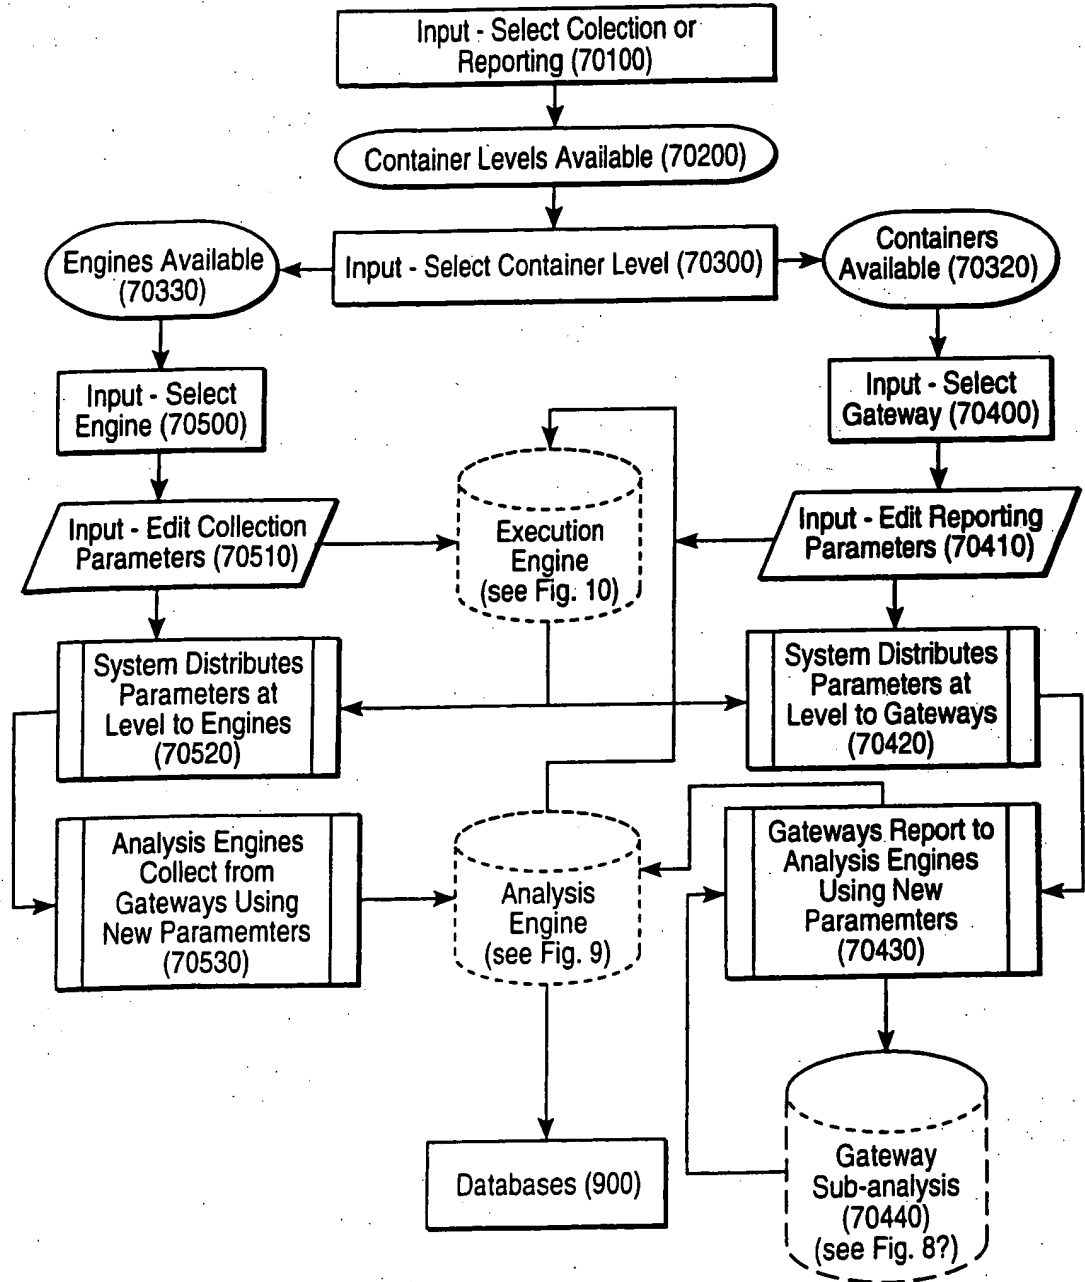 Input - Select Colection or
Reporting (70100)
Container Levels Available (70200)
Input - Select Container Level (70300)
Engines Available
(70330)
Containers
Available (70320)
Input - Select
Engine (70500)
Input - Select
Gateway (70400)
Input - Edit Collection
Parameters (70510)
Execution
Engine
(see Fig. 10)
Input - Edit Reporting
Parameters (70410)
System Distributes
Parameters at
Level to Engines
(70520)
System Distributes
Parameters at
Level to Gateways
(70420)
Analysis Engines
Collect from
Gateways Using
New Paramemters
(70530)
Analysis
Engine
(see Fig. 9)
Gateways Report to
Analysis Engines
Using New
Paramemters
(70430)
Databases (900)
Gateway
Sub-analysis
(70440)
(see Fig. 8?)